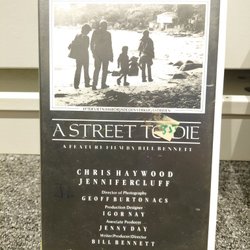 A STREET TO DIE
A FEATURE FILM BY BILL BENNETT
CHRIS HAYWOOD
JENNIFER CLUFF
Director of Photography
GEOFF BURTON ACS
Production Designer
IGOR NAY
Associate Producer
JENNY DAY
Writer/Producer/Director
BILL BENNETT